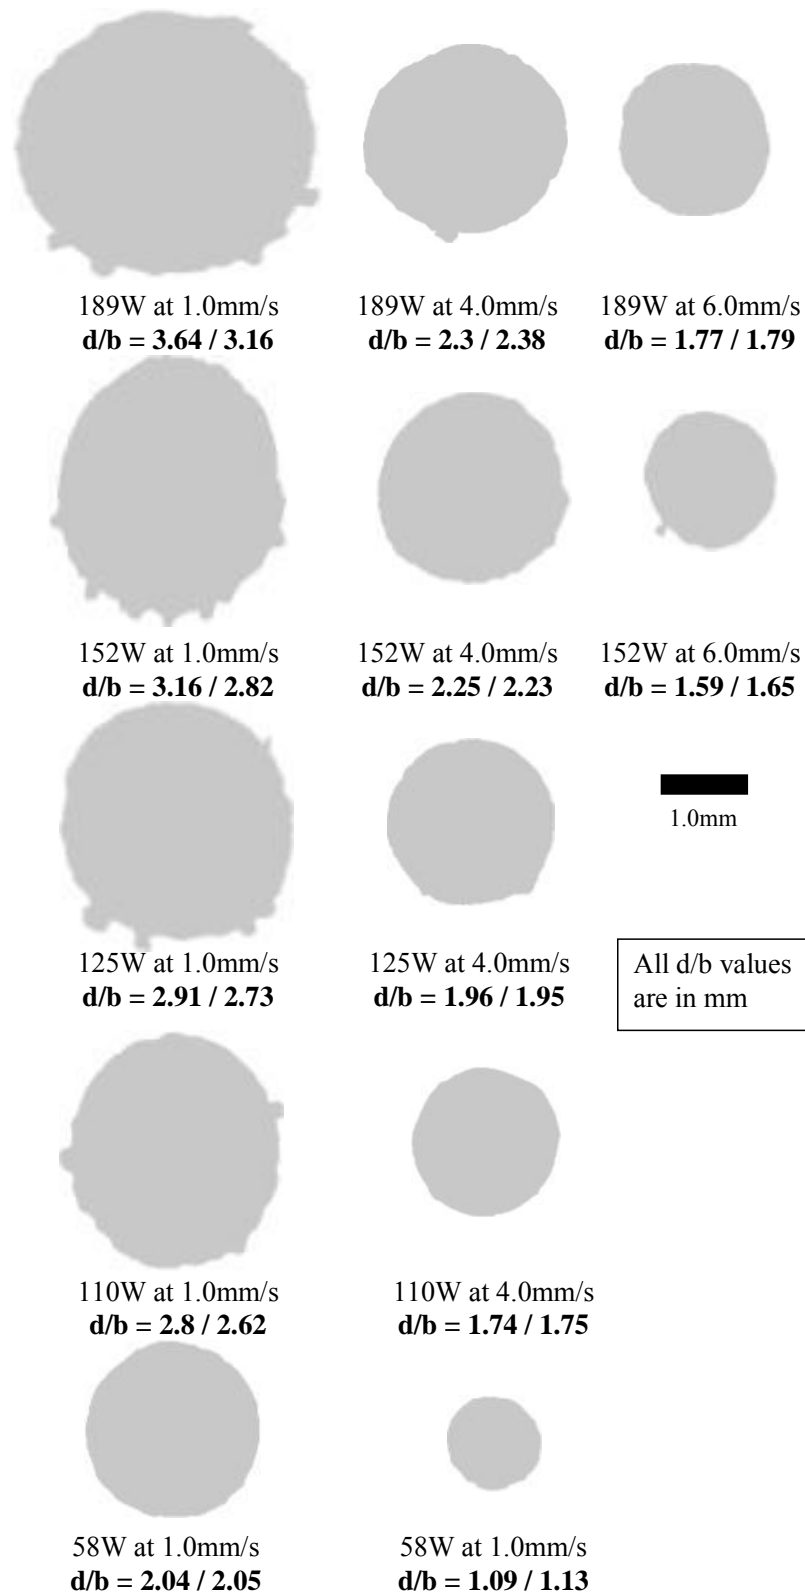 189W at 1.0mm/s
d/b = 3.64 / 3.16
189W at 4.0mm/s
d/b = 2.3 / 2.38
189W at 6.0mm/s
d/b = 1.77 / 1.79
152W at 1.0mm/s
d/b = 3.16 / 2.82
152W at 4.0mm/s
d/b = 2.25 / 2.23
152W at 6.0mm/s
d/b = 1.59 / 1.65
125W at 1.0mm/s
d/b = 2.91 / 2.73
125W at 4.0mm/s
d/b = 1.96 / 1.95
1.0mm
All d/b values
are in mm
110W at 1.0mm/s
d/b = 2.8 / 2.62
110W at 4.0mm/s
d/b = 1.74 / 1.75
58W at 1.0mm/s
d/b = 2.04 / 2.05
58W at 1.0mm/s
d/b = 1.09 / 1.13